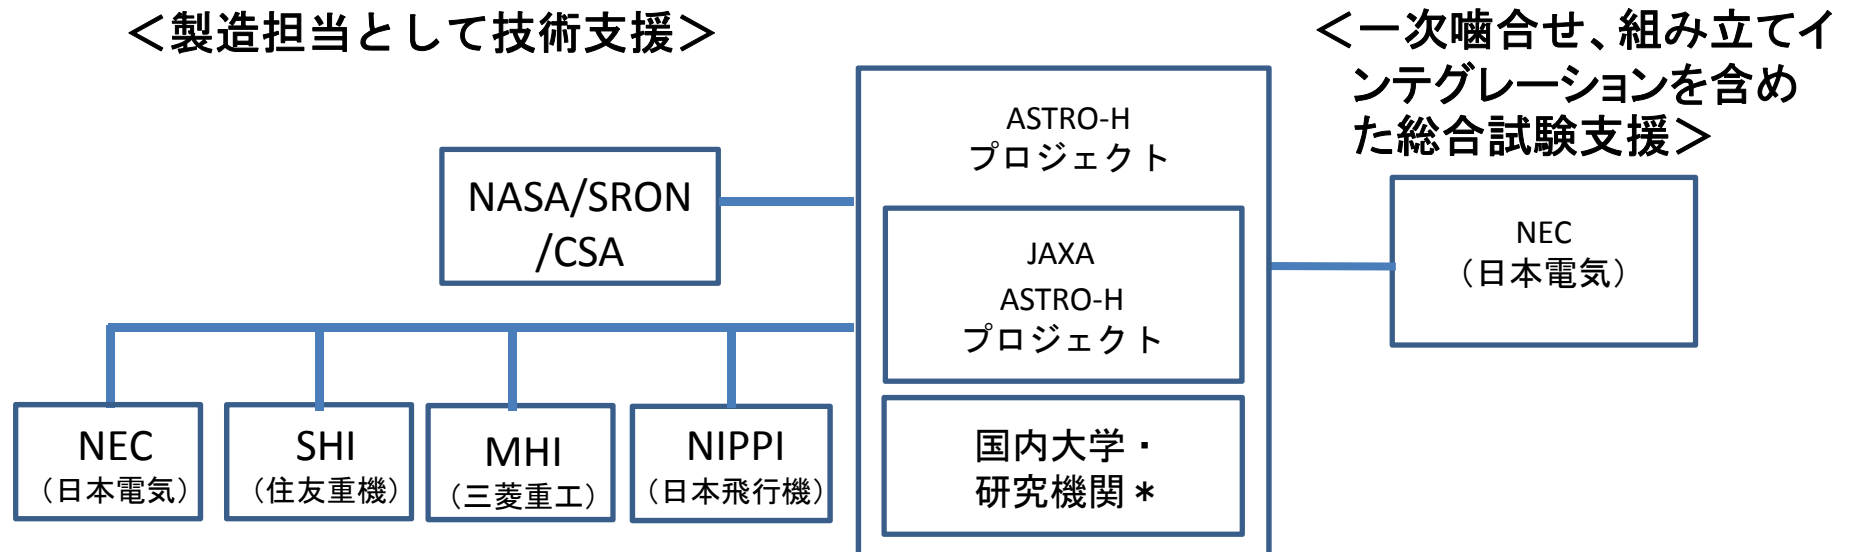 ＜製造担当として技術支援＞
＜一次噛合せ、組み立てイ
ンテグレーションを含め
た総合試験支援＞
ASTRO-H
プロジェクト
NASA/SRON
/CSA
JAXA
ASTRO-H
プロジェクト
NEC
（日本電気）
NEC
（日本電気）
SHI
（住友重機）
MHI
（三菱重工）
NIPPI
（日本飛行機）
国内大学・
研究機関＊